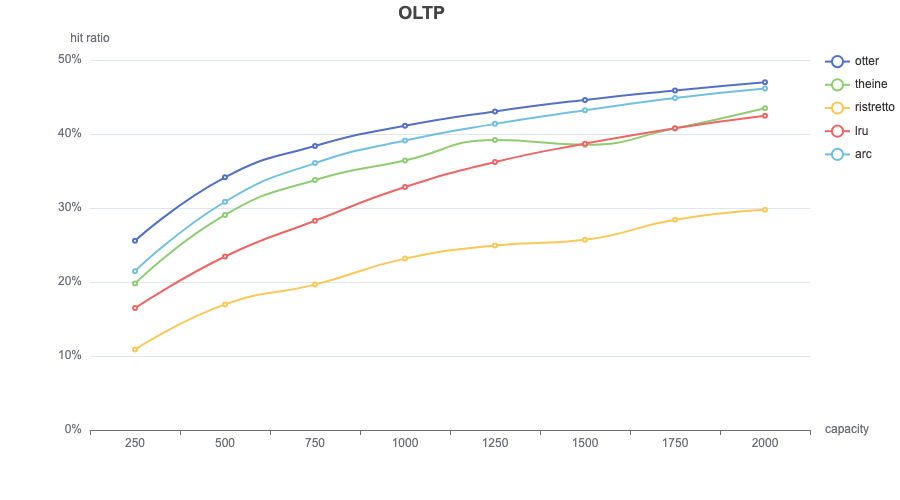 OLTP
hit ratio
50%
40%
30%
20%
10%
0%
250 500 750 1000 1250 1500 1750 2000
capacity
otter
theine
ristretto
lru
arc